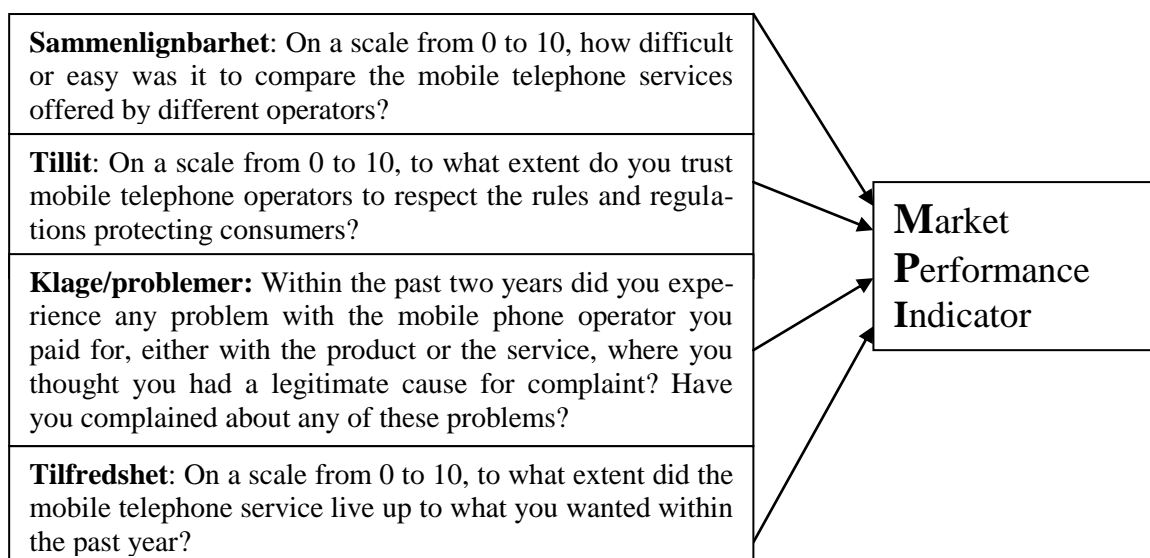 Sammenlignbarhet: On a scale from 0 to 10, how difficult
or easy was it to compare the mobile telephone services
offered by different operators?
Tillit: On a scale from 0 to 10, to what extent do you trust
mobile telephone operators to respect the rules and regula-
tions protecting consumers?
Klage/problemer: Within the past two years did you expe-
rience any problem with the mobile phone operator you
paid for, either with the product or the service, where you
thought you had a legitimate cause for complaint? Have
you complained about any of these problems?
Tilfredshet: On a scale from 0 to 10, to what extent did the
mobile telephone service live up to what you wanted within
the past year?
Market
Performance
Indicator